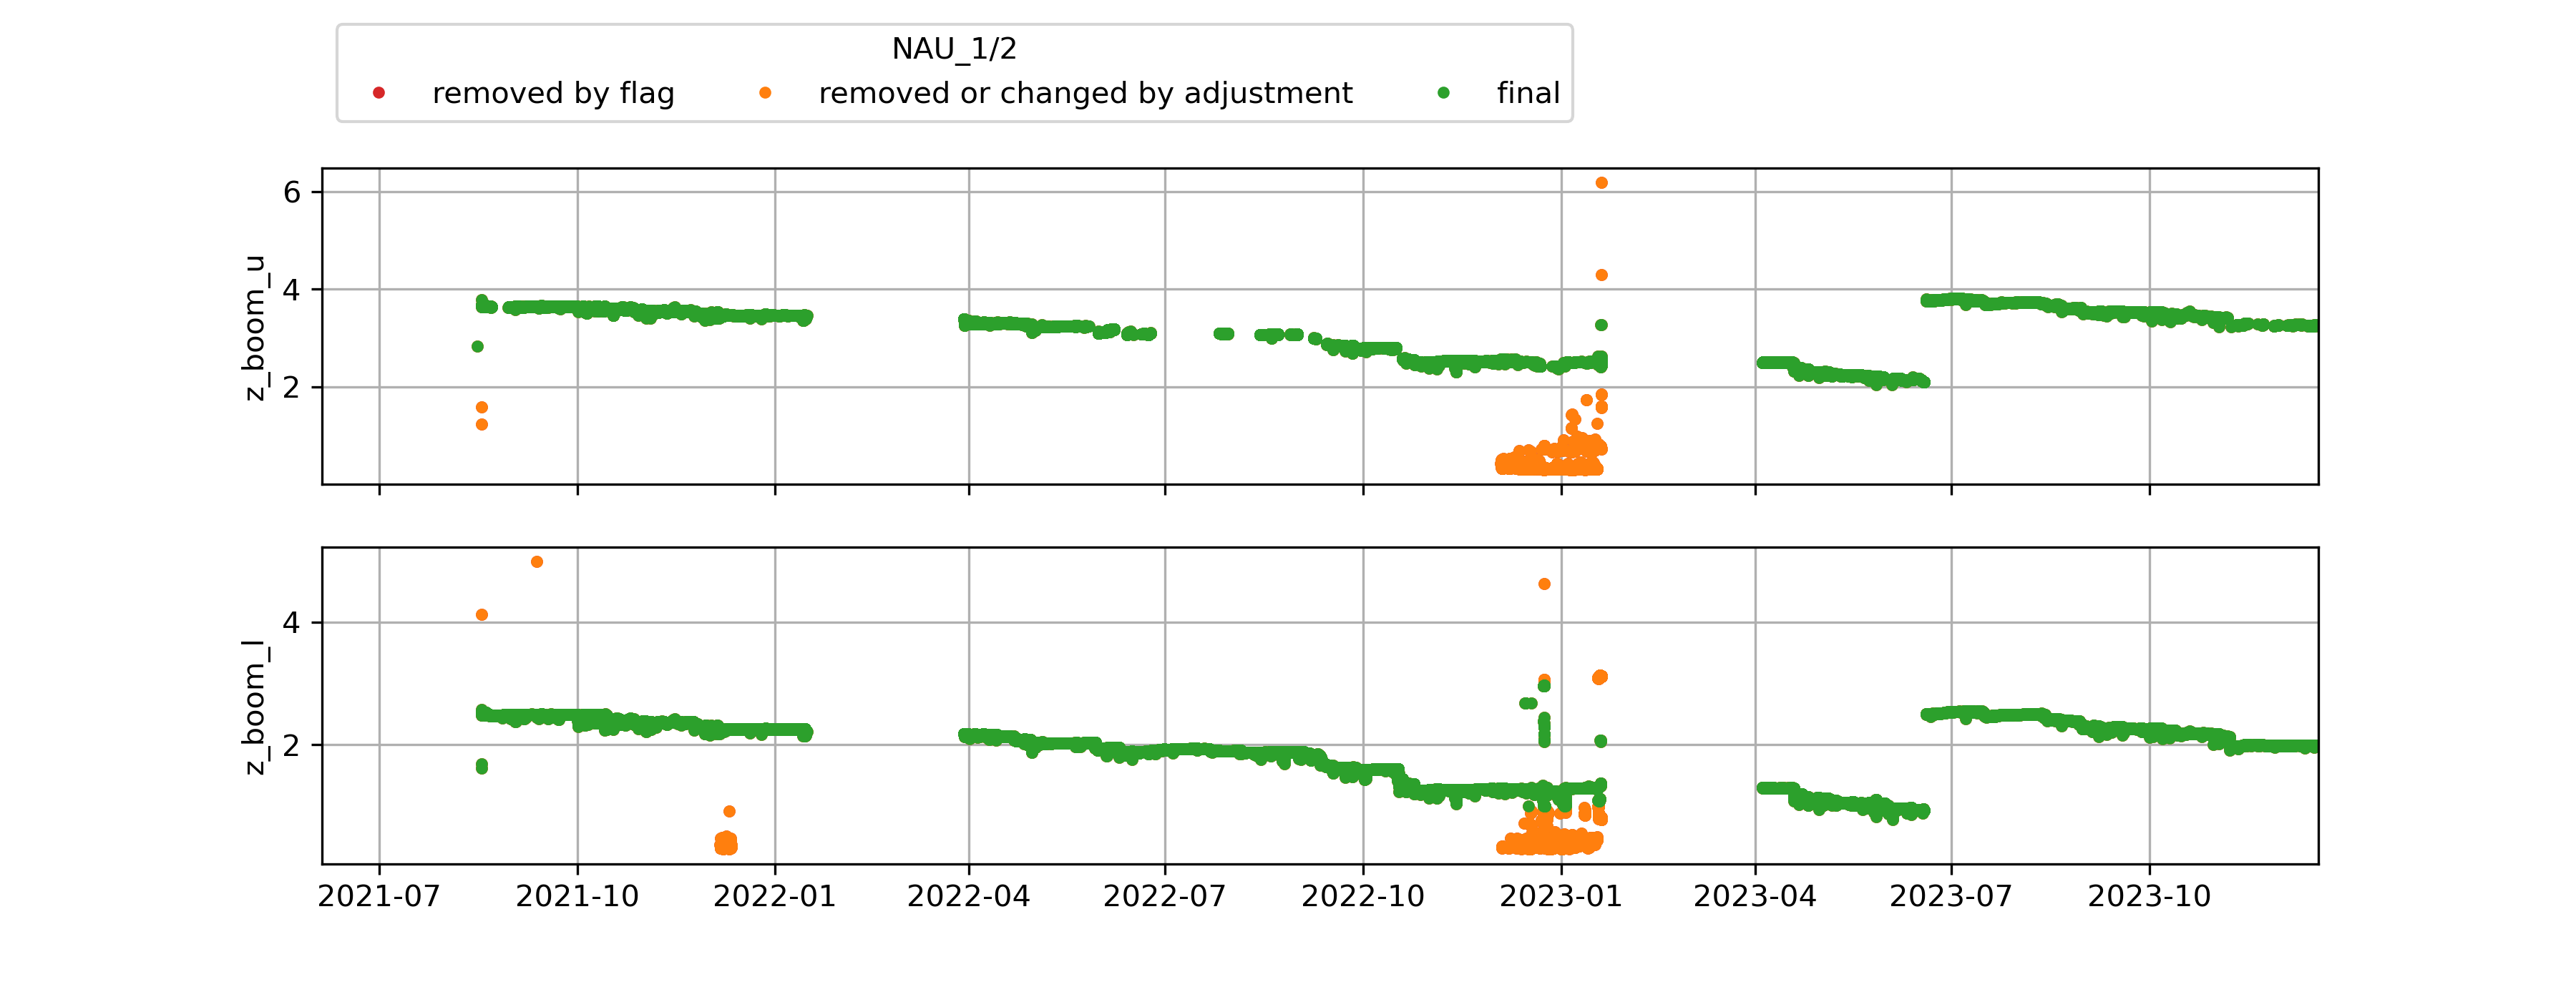 NAU_1/2
removed by flag removed or changed by adjustment final
z_boom_u
6
4
2
z_boom_l
4
2
2021-07 2021-10 2022-01 2022-04 2022-07 2022-10 2023-01 2023-04 2023-07 2023-10